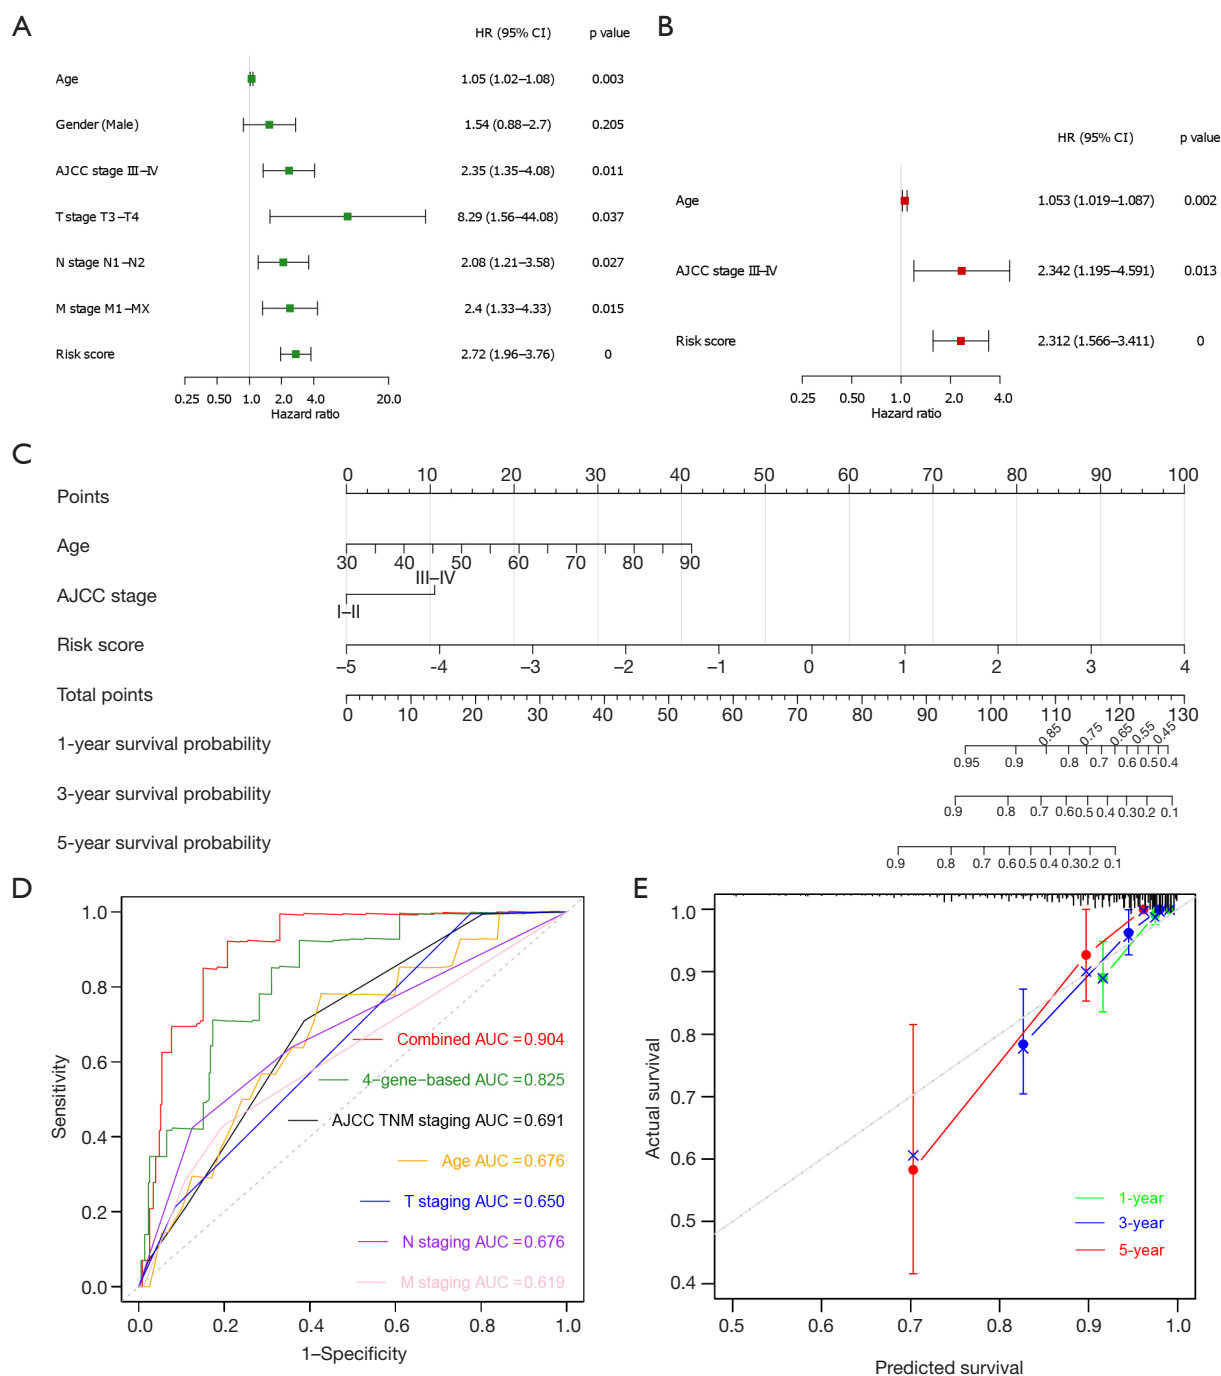 A
HR (95% CI) p value
Age 1.05 (1.02–1.08) 0.003
Gender (Male) 1.54 (0.88–2.7) 0.205
AJCC stage III–IV 2.35 (1.35–4.08) 0.011
T stage T3–T4 8.29 (1.56–44.08) 0.037
N stage N1–N2 2.08 (1.21–3.58) 0.027
M stage M1–MX 2.4 (1.33–4.33) 0.015
Risk score 2.72 (1.96–3.76) 0
0.25 0.50 1.0 2.0 4.0 20.0
Hazard ratio
B
HR (95% CI) p value
Age 1.053 (1.019–1.087) 0.002
AJCC stage III–IV 2.342 (1.195–4.591) 0.013
Risk score 2.312 (1.566–3.411) 0
0.25 0.50 1.0 2.0 4.0
Hazard ratio
C
0 10 20 30 40 50 60 70 80 90 100
Points
Age
30 40 50 60 70 80 90
III–IV
AJCC stage
I–II
Risk score
–5 -4 –3 –2 –1 0 1 2 3 4
Total points
0 10 20 30 40 50 60 70 80 90 100 110 120 130
0.85 0.75 0.65 0.55 0.45
1-year survival probability
0.95 0.9 0.8 0.7 0.6 0.5 0.4
3-year survival probability
0.9 0.8 0.7 0.6 0.5 0.4 0.3 0.2 0.1
5-year survival probability
0.9 0.8 0.7 0.6 0.5 0.4 0.3 0.2 0.1
D
Sensitivity
1.0
0.8
0.6
0.4
0.2
0.0
Combined AUC = 0.904
4–gene–based AUC = 0.825
AJCC TNM staging AUC = 0.691
Age AUC = 0.676
T staging AUC = 0.650
N staging AUC = 0.676
M staging AUC = 0.619
0.0 0.2 0.4 0.6 0.8 1.0
1–Specificity
E
Actual survival
1.0
0.9
0.8
0.7
0.6
0.5
0.4
1-year
3-year
5-year
0.5 0.6 0.7 0.8 0.9 1.0
Predicted survival